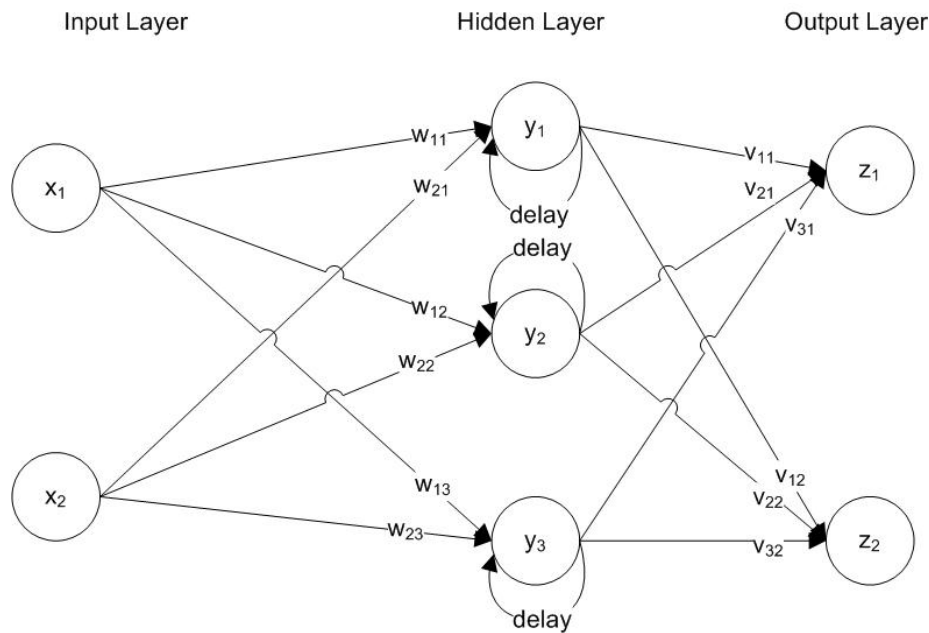 Input Layer
Hidden Layer
Output Layer
y₁
w₁₁
v₁₁
x₁
w₂₁
z₁
v₂₁
delay
v₃₁
delay
w₁₂
y₂
w₂₂
w₁₃
v₁₂
x₂
v₂₂
w₂₃
y₃
v₃₂
z₂
delay